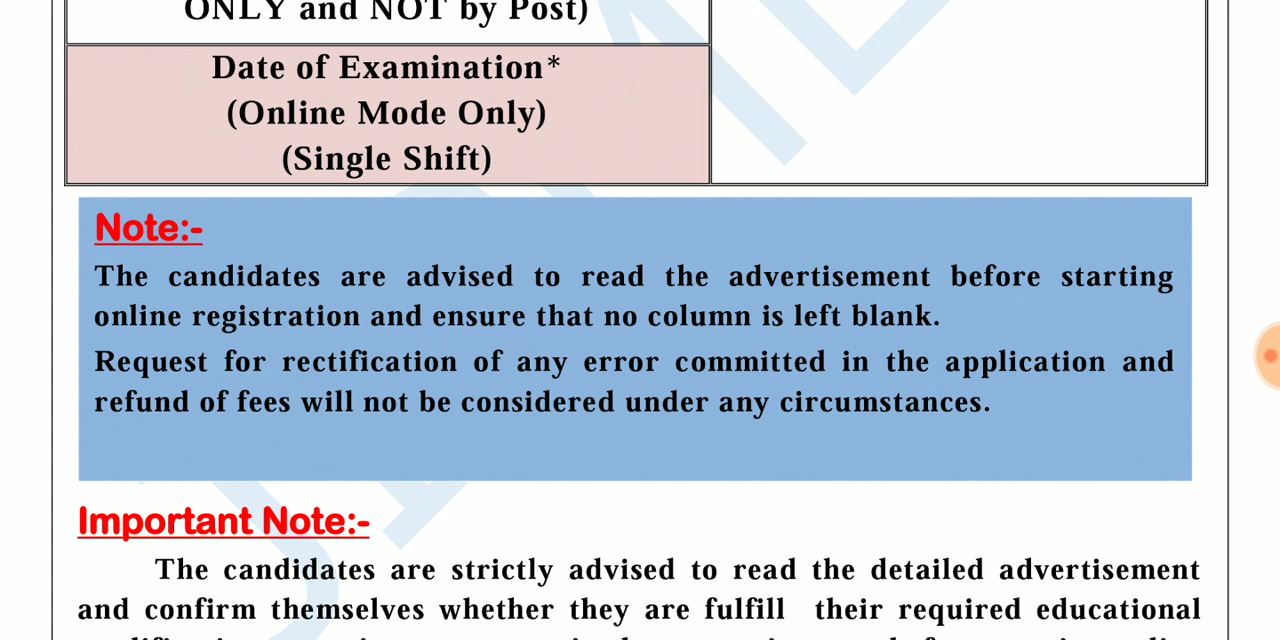 ONLY and NOT by Post)
Date of Examination*
(Online Mode Only)
(Single Shift)
Note:-
The candidates are advised to read the advertisement before starting
online registration and ensure that no column is left blank.
Request for rectification of any error committed in the application and
refund of fees will not be considered under any circumstances.
Important Note:-
The candidates are strictly advised to read the detailed advertisement
and confirm themselves whether they are fulfill their required educational